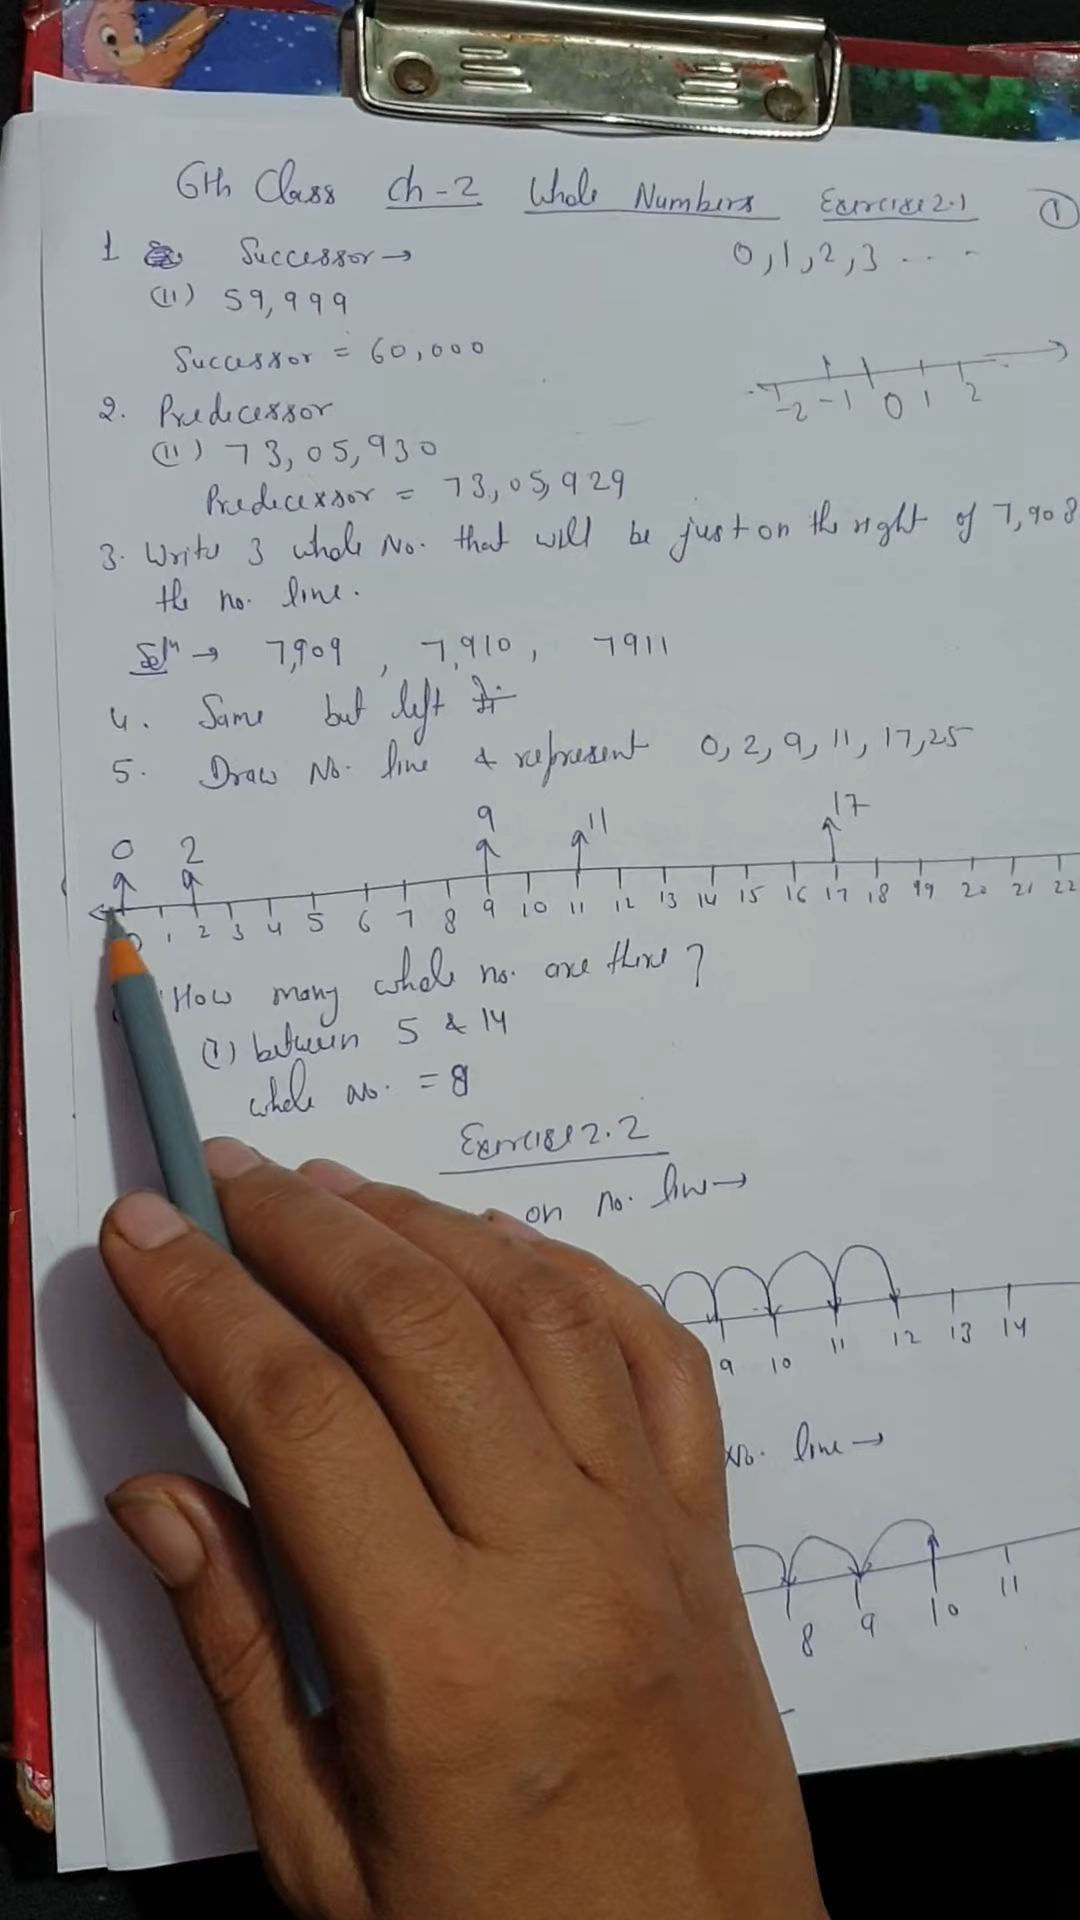 6th Class Ch-2 Whole Numbers Exercise 2.1 ①
1 Successor → 0, 1, 2, 3 ....
(11) 59,999
Successor = 60,000
-2 -1 0 1 2
2. Predecessor
(11) 73,05,930
Predecessor = 73,05,929
3. Write 3 whole No. that will be just on the right of 7,908
the no. line.
Solⁿ → 7,909 , 7,910 , 7911
4. Same but left
5. Draw No. line & represent 0, 2, 9, 11, 17, 25
0 2 9 11 17
0 1 2 3 4 5 6 7 8 9 10 11 12 13 14 15 16 17 18 19 20 21 22
How many whole no. are there ?
(1) between 5 & 14
whole no. = 8
Exercise 2.2
on no. line →
9 10 11 12 13 14
No. line →
8 9 10 11